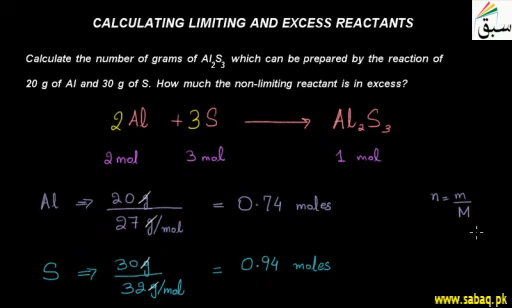 CALCULATING LIMITING AND EXCESS REACTANTS
سبق
Calculate the number of grams of Al₂S₃ which can be prepared by the reaction of
20 g of Al and 30 g of S. How much the non-limiting reactant is in excess?
2Al + 3S ⟶ Al₂S₃
2 mol 3 mol 1 mol
Al ⇒ 20g / 27 g/mol = 0.74 moles
n = m / M
S ⇒ 30g / 32 g/mol = 0.94 moles
www.sabaq.pk